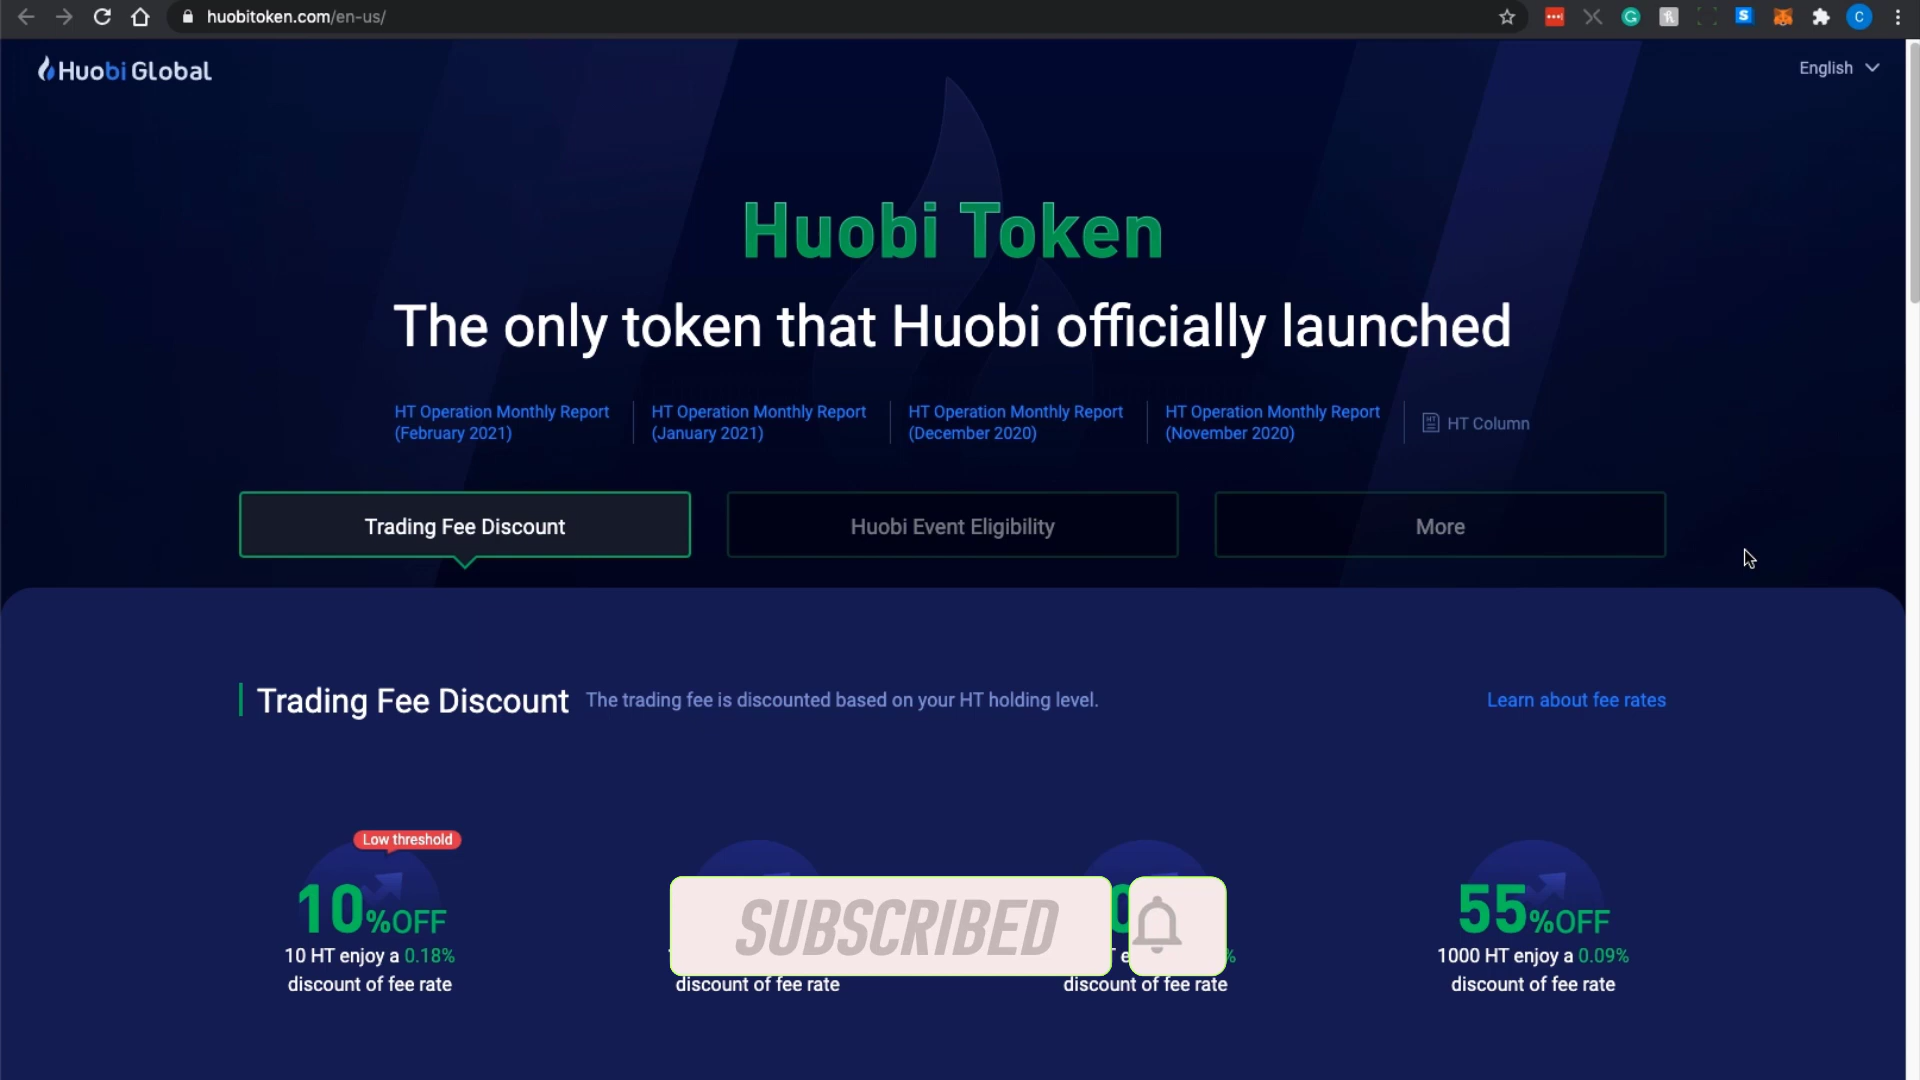 huobitoken.com/en-us/
Huobi Global
English
Huobi Token
The only token that Huobi officially launched
HT Operation Monthly Report
(February 2021)
HT Operation Monthly Report
(January 2021)
HT Operation Monthly Report
(December 2020)
HT Operation Monthly Report
(November 2020)
HT Column
Trading Fee Discount
Huobi Event Eligibility
More
Trading Fee Discount
The trading fee is discounted based on your HT holding level.
Learn about fee rates
Low threshold
10%OFF
10 HT enjoy a 0.18%
discount of fee rate
SUBSCRIBED
discount of fee rate
discount of fee rate
55%OFF
1000 HT enjoy a 0.09%
discount of fee rate